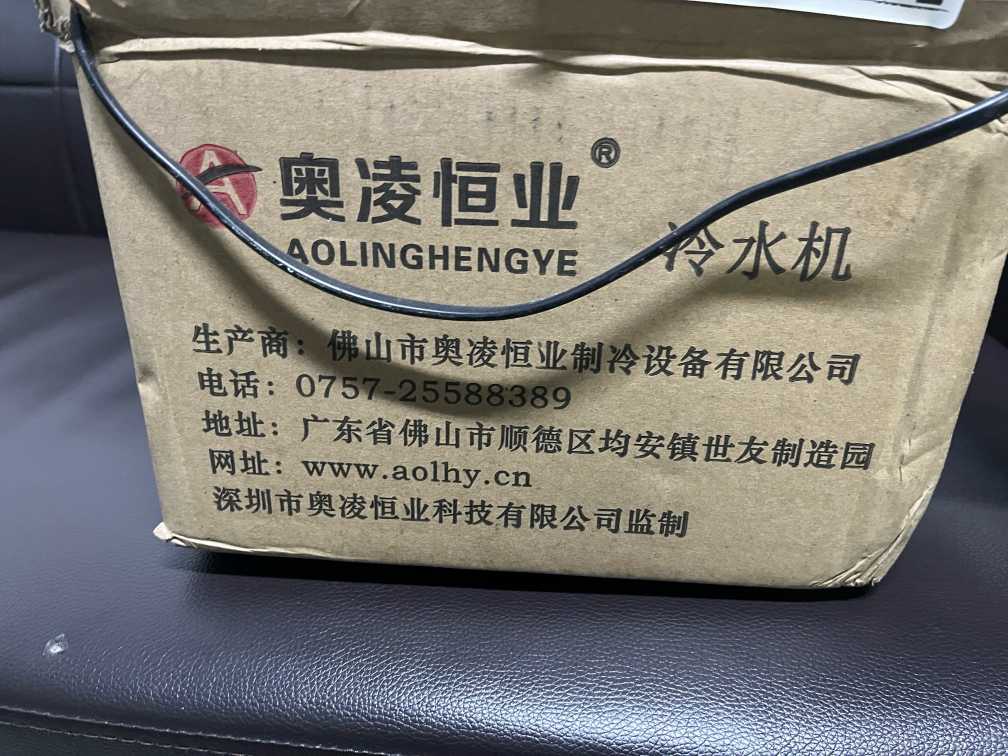 奥凌恒业®
AOLINGHENGYE
冷水机
生产商：佛山市奥凌恒业制冷设备有限公司
电话：0757-25588389
地址：广东省佛山市顺德区均安镇世友制造园
网址：www.aolhy.cn
深圳市奥凌恒业科技有限公司监制